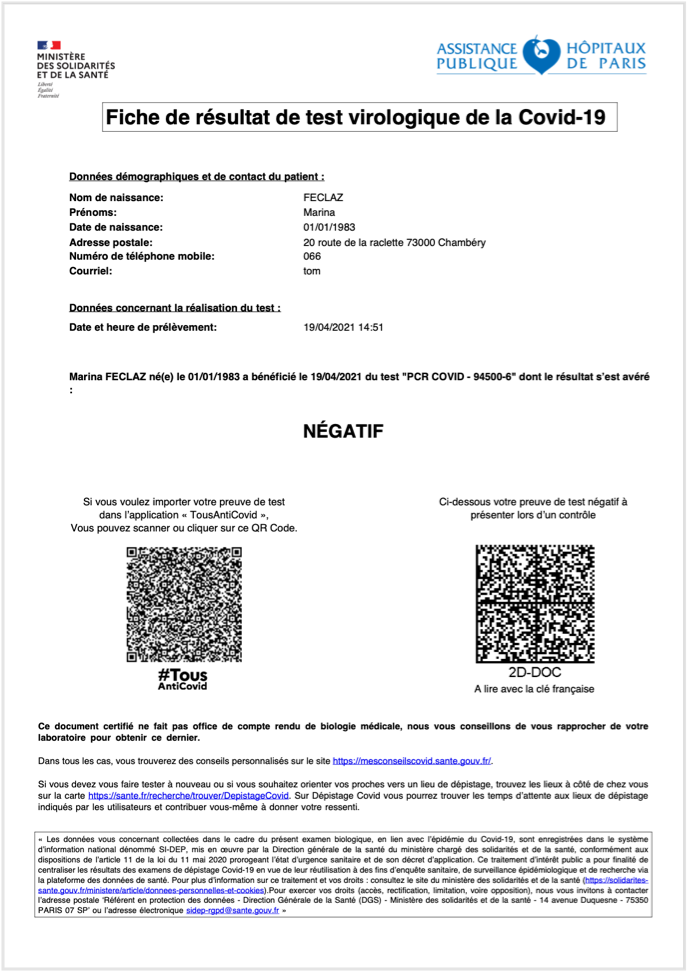 MINISTÈRE
DES SOLIDARITÉS
ET DE LA SANTÉ
Liberté
Égalité
Fraternité
ASSISTANCE HÔPITAUX
PUBLIQUE DE PARIS
Fiche de résultat de test virologique de la Covid-19
Données démographiques et de contact du patient :
Nom de naissance: FECLAZ
Prénoms: Marina
Date de naissance: 01/01/1983
Adresse postale: 20 route de la raclette 73000 Chambéry
Numéro de téléphone mobile: 066
Courriel: tom
Données concernant la réalisation du test :
Date et heure de prélèvement: 19/04/2021 14:51
Marina FECLAZ né(e) le 01/01/1983 a bénéficié le 19/04/2021 du test "PCR COVID - 94500-6" dont le résultat s'est avéré
:
NÉGATIF
Si vous voulez importer votre preuve de test
dans l'application « TousAntiCovid »,
Vous pouvez scanner ou cliquer sur ce QR Code.
#Tous
AntiCovid
Ci-dessous votre preuve de test négatif à
présenter lors d'un contrôle
2D-DOC
A lire avec la clé française
Ce document certifié ne fait pas office de compte rendu de biologie médicale, nous vous conseillons de vous rapprocher de votre
laboratoire pour obtenir ce dernier.
Dans tous les cas, vous trouverez des conseils personnalisés sur le site https://mesconseilscovid.sante.gouv.fr/.
Si vous devez vous faire tester à nouveau ou si vous souhaitez orienter vos proches vers un lieu de dépistage, trouvez les lieux à côté de chez vous
sur la carte https://sante.fr/recherche/trouver/DepistageCovid. Sur Dépistage Covid vous pourrez trouver les temps d'attente aux lieux de dépistage
indiqués par les utilisateurs et contribuer vous-même à donner votre ressenti.
« Les données vous concernant collectées dans le cadre du présent examen biologique, en lien avec l'épidémie du Covid-19, sont enregistrées dans le système
d'information national dénommé SI-DEP, mis en œuvre par la Direction générale de la santé du ministère chargé des solidarités et de la santé, conformément aux
dispositions de l'article 11 de la loi du 11 mai 2020 prorogeant l'état d'urgence sanitaire et de son décret d'application. Ce traitement d'intérêt public a pour finalité de
centraliser les résultats des examens de dépistage Covid-19 en vue de leur réutilisation à des fins d'enquête sanitaire, de surveillance épidémiologique et de recherche via
la plateforme des données de santé. Pour plus d'information sur ce traitement et vos droits : consultez le site du ministère des solidarités et de la santé (https://solidarites-
sante.gouv.fr/ministere/article/donnees-personnelles-et-cookies).Pour exercer vos droits (accès, rectification, limitation, voire opposition), nous vous invitons à contacter
l'adresse postale 'Référent en protection des données - Direction Générale de la Santé (DGS) - Ministère des solidarités et de la santé - 14 avenue Duquesne - 75350
PARIS 07 SP' ou l'adresse électronique sidep-rgpd@sante.gouv.fr »